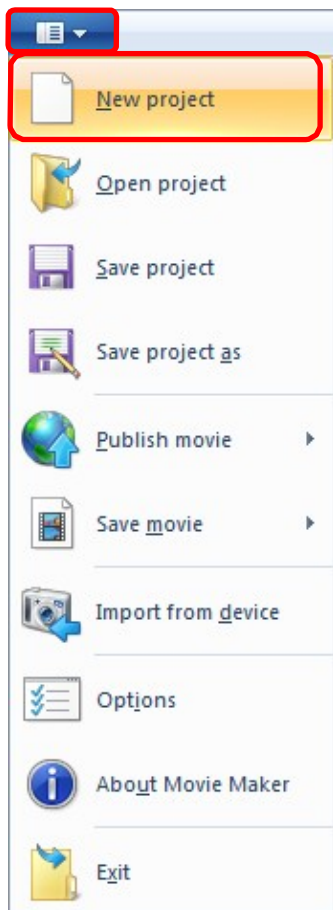 New project
Open project
Save project
Save project as
Publish movie
Save movie
Import from device
Options
About Movie Maker
Exit